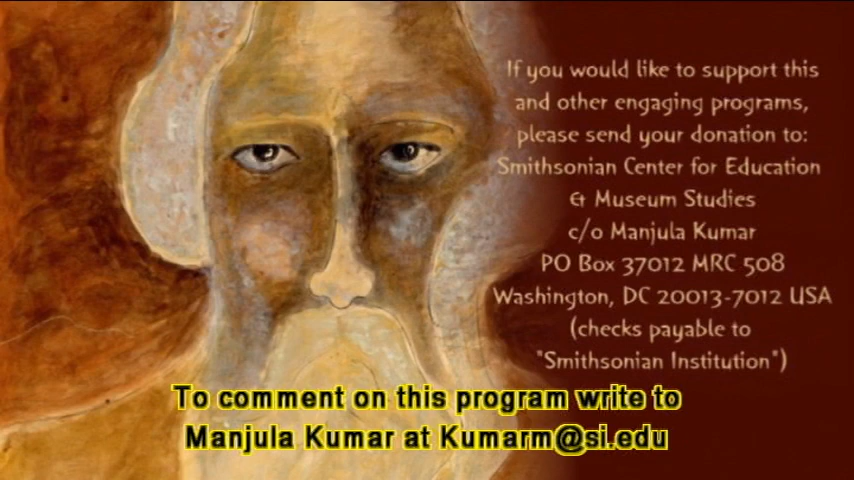 If you would like to support this
and other engaging programs,
please send your donation to:
Smithsonian Center for Education
& Museum Studies
c/o Manjula Kumar
PO Box 37012 MRC 508
Washington, DC 20013-7012 USA
(checks payable to
"Smithsonian Institution")
To comment on this program write to
Manjula Kumar at Kumarm@si.edu